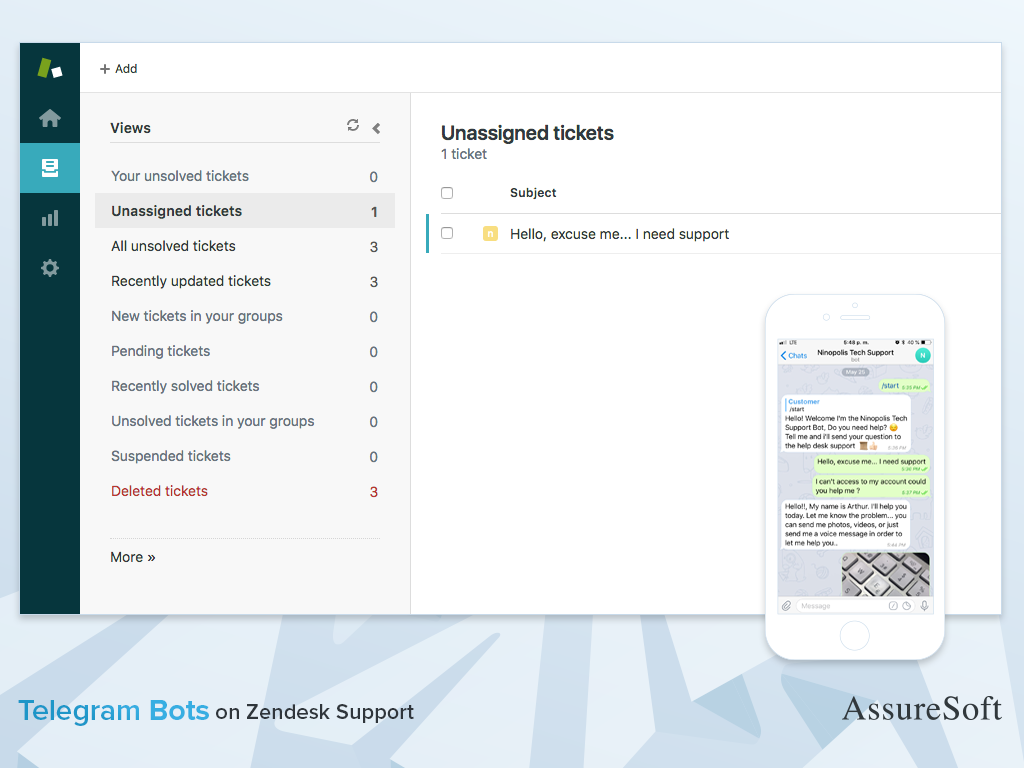 + Add
Views
Your unsolved tickets 0
Unassigned tickets 1
All unsolved tickets 3
Recently updated tickets 3
New tickets in your groups 0
Pending tickets 0
Recently solved tickets 0
Unsolved tickets in your groups 0
Suspended tickets 0
Deleted tickets 3
More »
Unassigned tickets
1 ticket
Subject
n
Hello, excuse me... I need support
LTE 5:48 p. m. 40 %
Chats
Ninopolis Tech Support
bot
N
May 25
/start 5:35 PM
Customer
/start
Hello! Welcome I'm the Ninopolis Tech
Support Bot, Do you need help?
Tell me and i'll send your question to
the help desk support
5:36 PM
Hello, excuse me... I need support
5:36 PM
I can't access to my account could
you help me ? 5:37 PM
Hello!!, My name is Arthur. I'll help you
today. Let me know the problem... you
can send me photos, videos, or just
send me a voice message in order to
let me help you..
5:44 PM
Message
Telegram Bots on Zendesk Support
AssureSoft